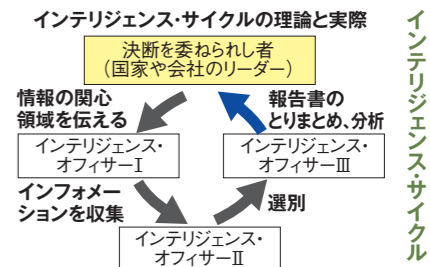 インテリジェンス・サイクルの理論と実際
決断を委ねられし者
（国家や会社のリーダー）
情報の関心
領域を伝える
報告書の
とりまとめ、分析
インテリジェンス・
オフィサーⅠ
インテリジェンス・
オフィサーⅢ
インフォメー
ションを収集
選別
インテリジェンス・
オフィサーⅡ
インテリジェンス・サイクル